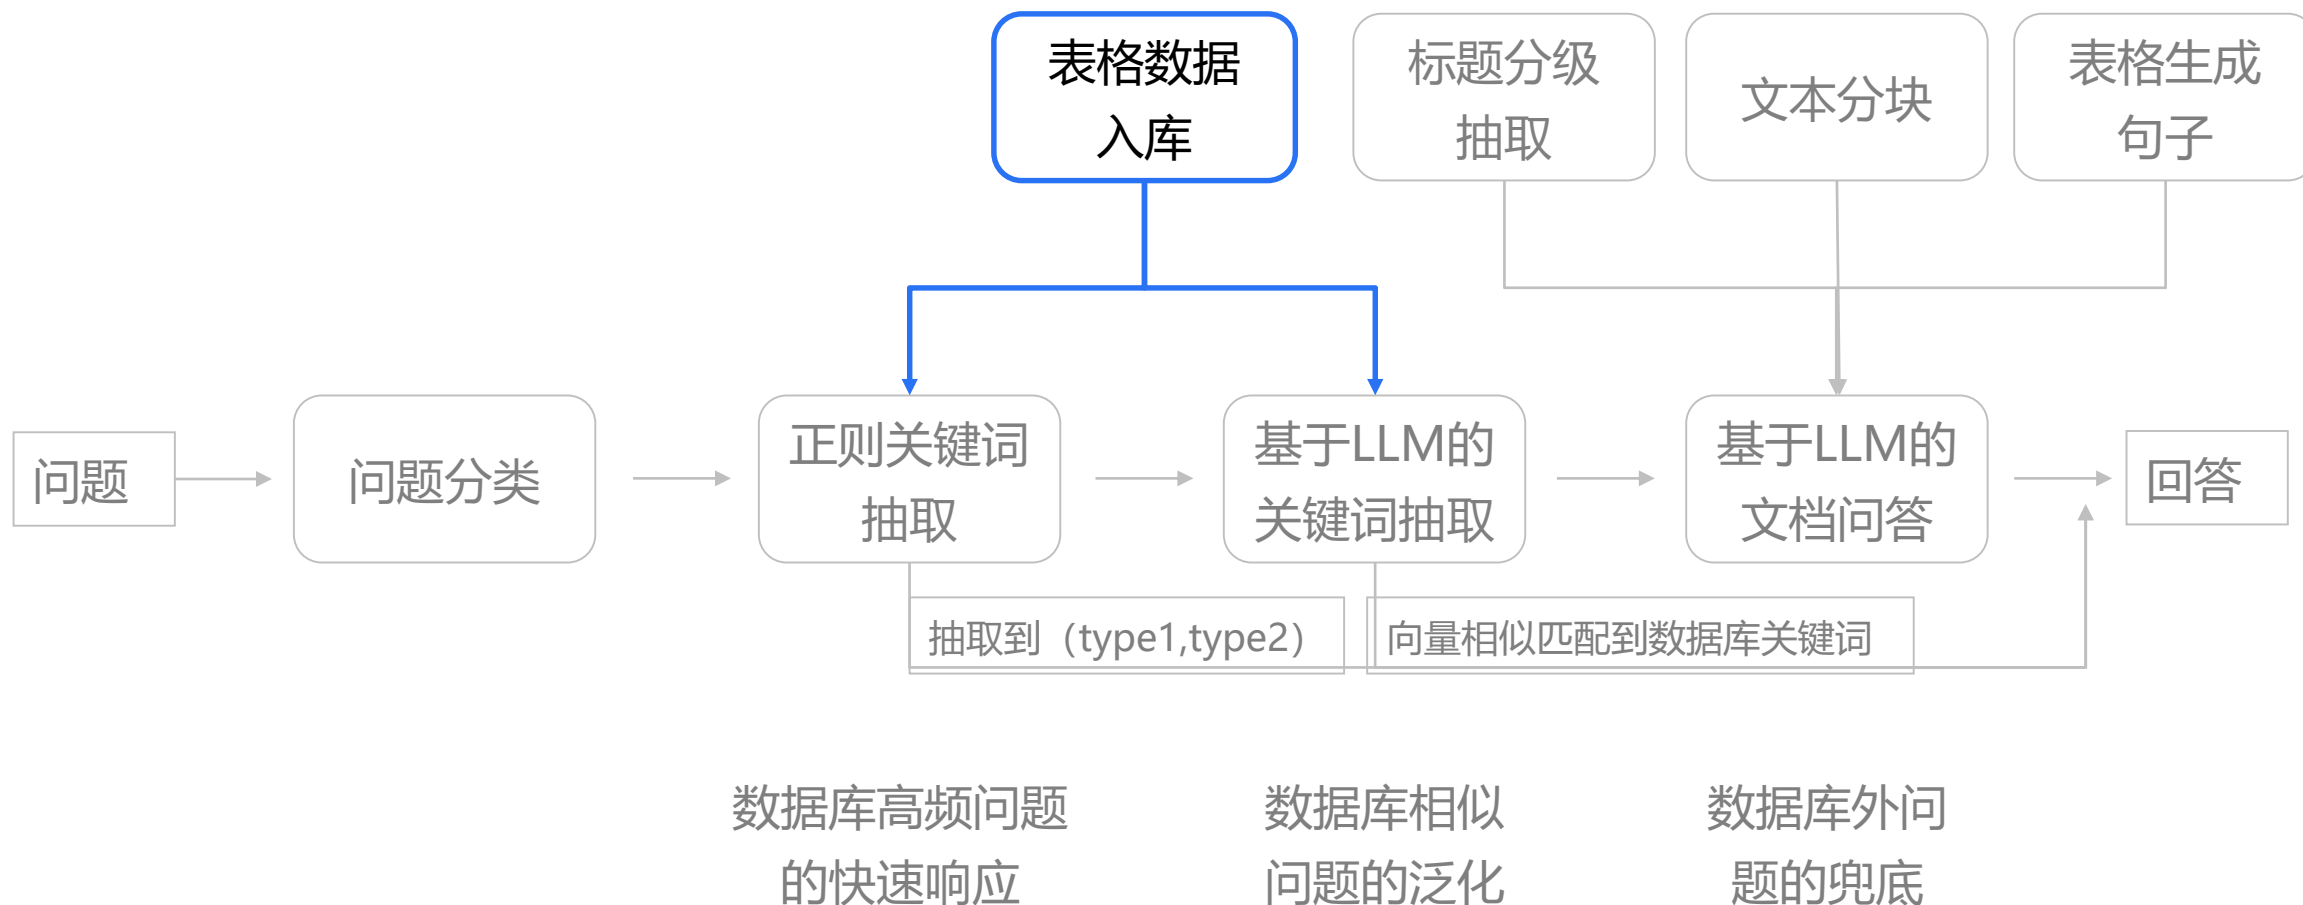 表格数据
入库
标题分级
抽取
文本分块
表格生成
句子
问题
问题分类
正则关键词
抽取
基于LLM的
关键词抽取
基于LLM的
文档问答
回答
抽取到（type1,type2）
向量相似匹配到数据库关键词
数据库高频问题
的快速响应
数据库相似
问题的泛化
数据库外问
题的兜底